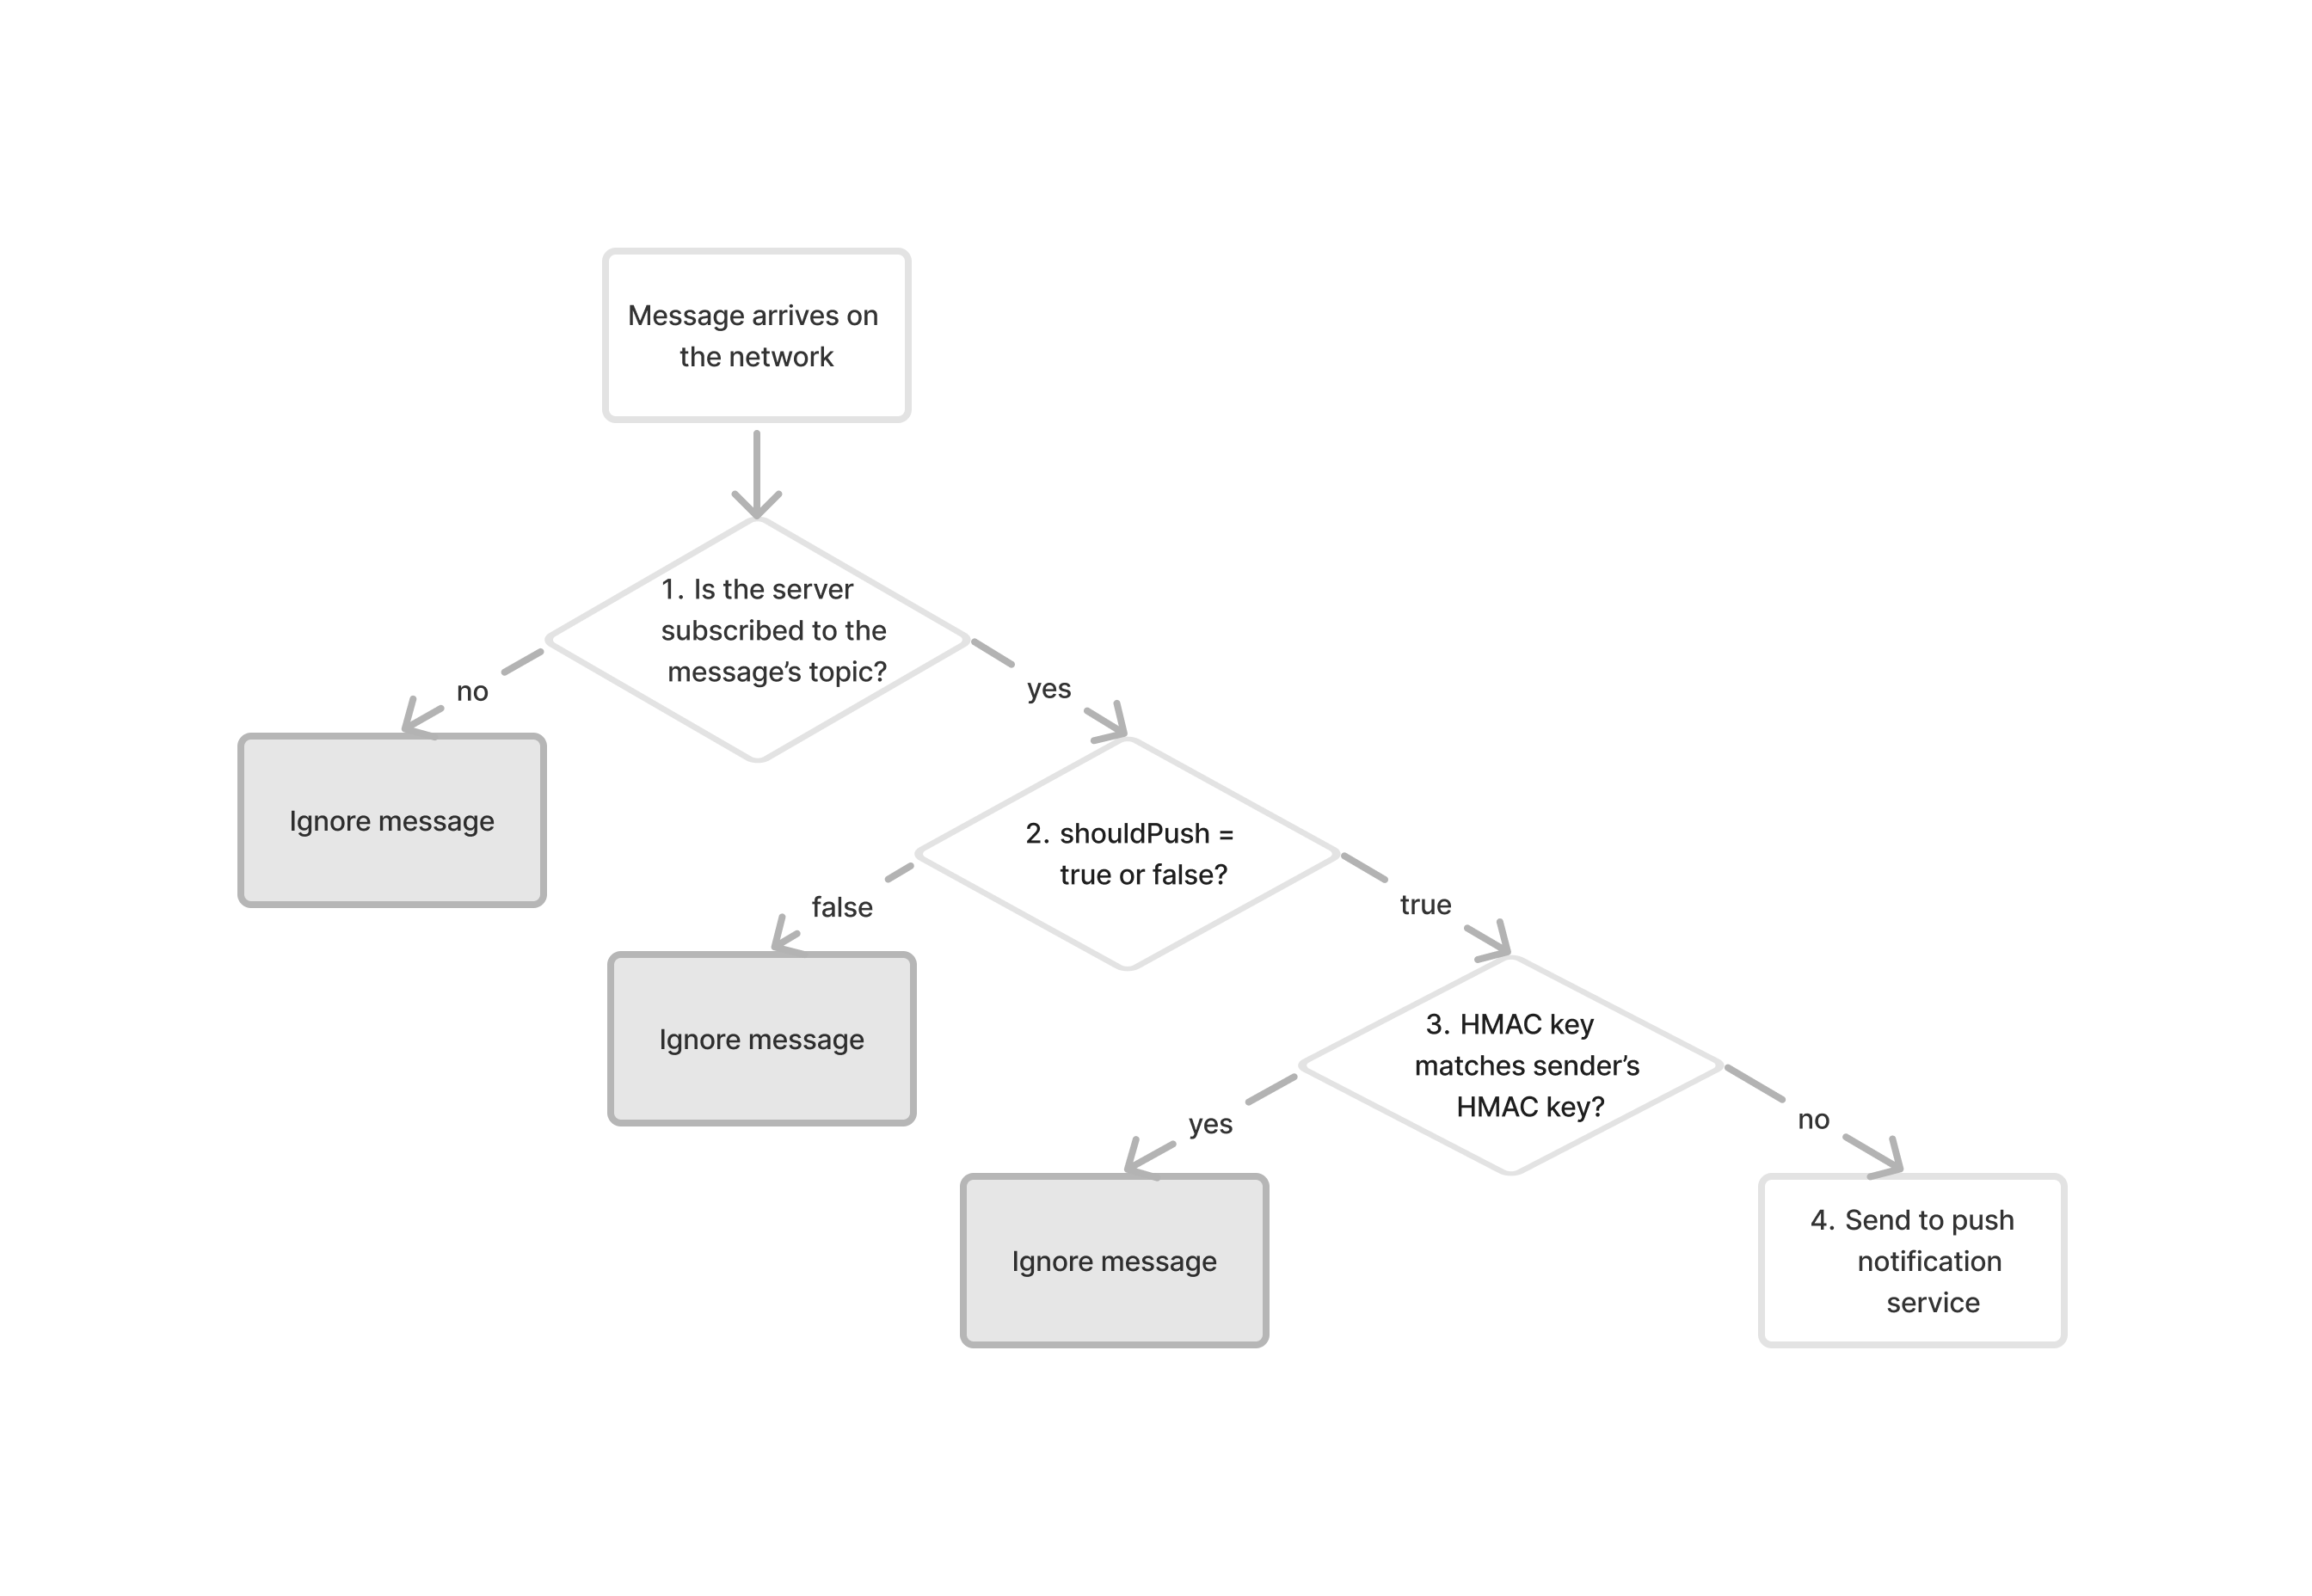 Message arrives on
the network
1. Is the server
subscribed to the
message’s topic?
no
yes
Ignore message
2. shouldPush =
true or false?
false
true
Ignore message
3. HMAC key
matches sender’s
HMAC key?
yes
no
Ignore message
4. Send to push
notification
service